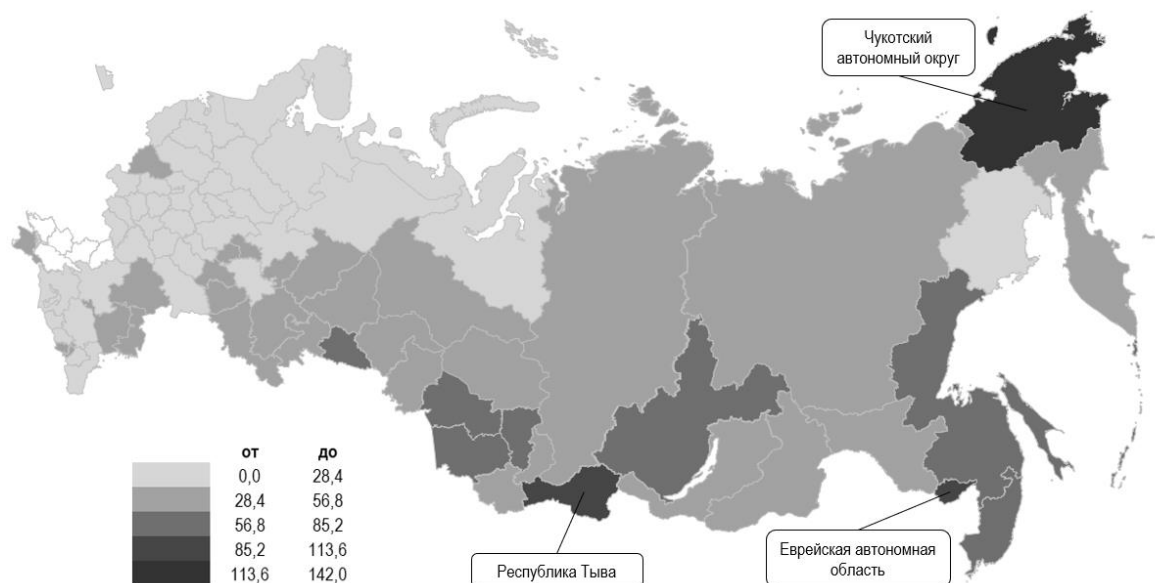 Чукотский
автономный округ
от до
0,0 28,4
28,4 56,8
56,8 85,2
85,2 113,6
113,6 142,0
Республика Тыва
Еврейская автономная
область